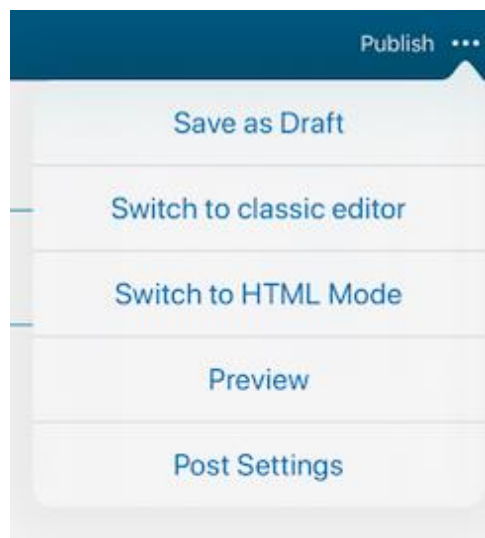 Publish •••
Save as Draft
Switch to classic editor
Switch to HTML Mode
Preview
Post Settings